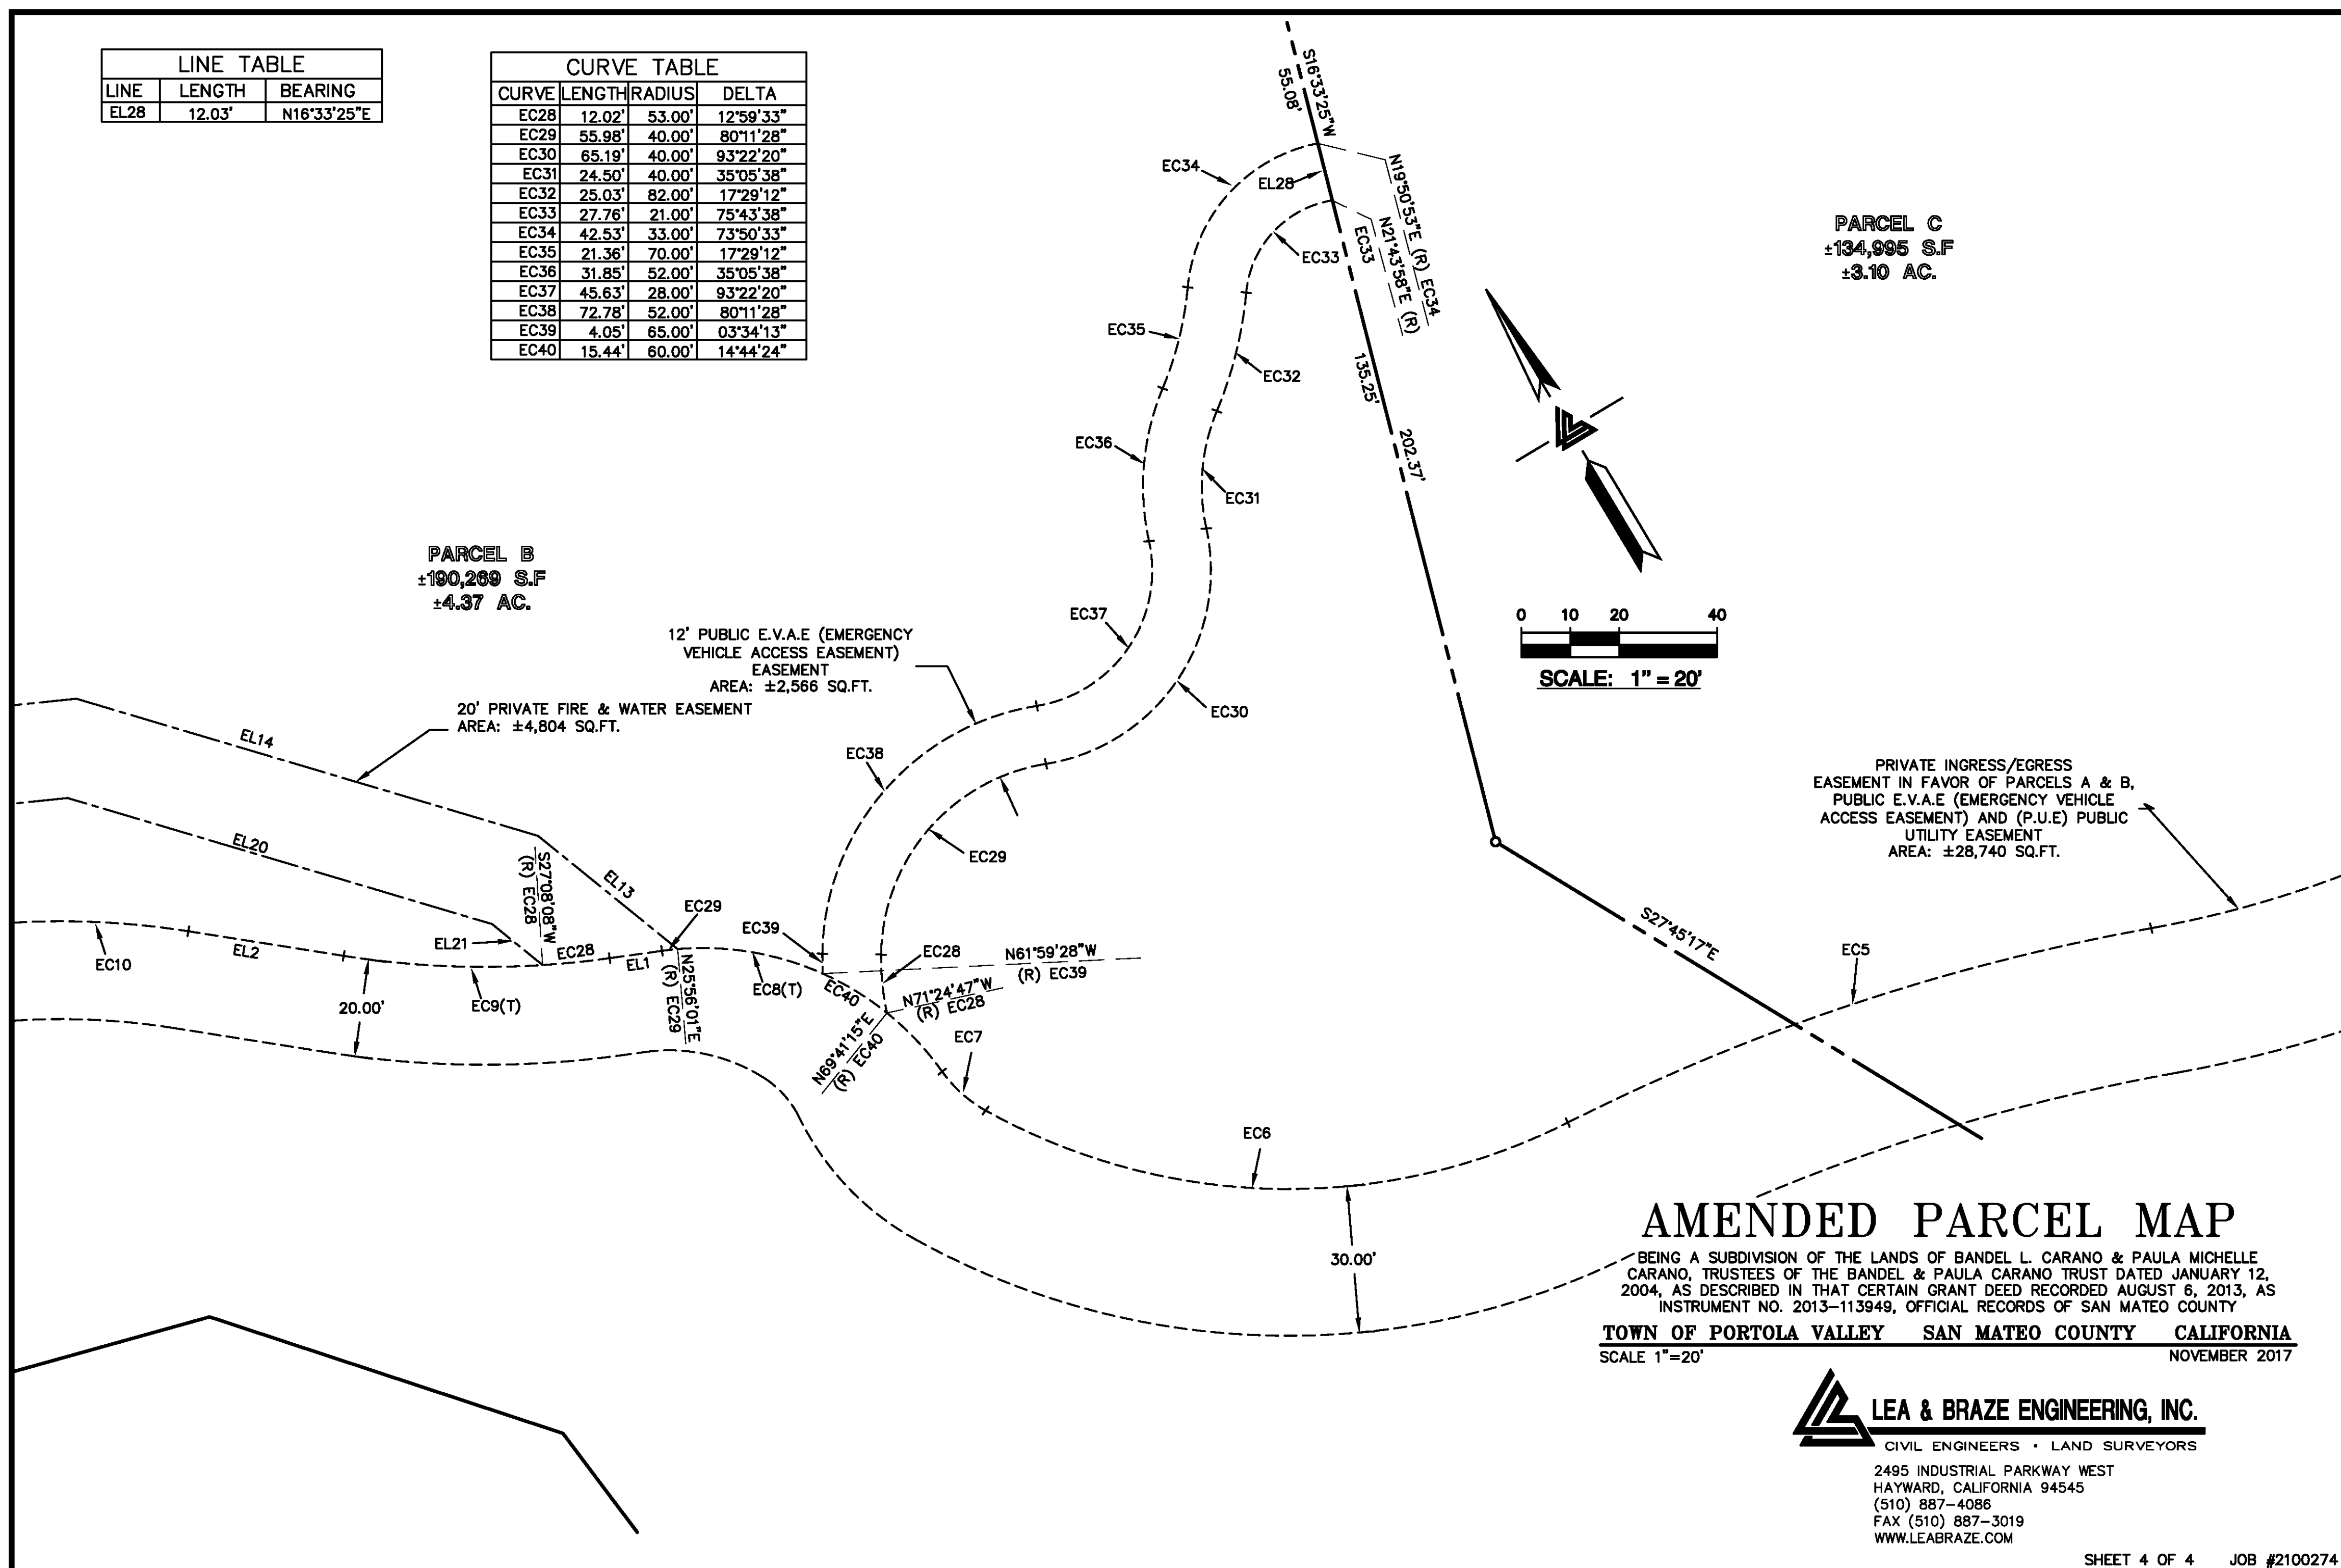 LINE TABLE
LINE LENGTH BEARING
EL28 12.03' N16°33'25"E
CURVE TABLE
CURVE LENGTH RADIUS DELTA
EC28 12.02' 53.00' 12°59'33"
EC29 55.98' 40.00' 80°11'28"
EC30 65.19' 40.00' 93°22'20"
EC31 24.50' 40.00' 35°05'38"
EC32 25.03' 82.00' 17°29'12"
EC33 27.76' 21.00' 75°43'38"
EC34 42.53' 33.00' 73°50'33"
EC35 21.36' 70.00' 17°29'12"
EC36 31.85' 52.00' 35°05'38"
EC37 45.63' 28.00' 93°22'20"
EC38 72.78' 52.00' 80°11'28"
EC39 4.05' 65.00' 03°34'13"
EC40 15.44' 60.00' 14°44'24"
S16°33'25"W
55.08'
EC34
EL28
N19°50'53"E (R) EC34
N21°43'58"E (R)
EC33
EC33
PARCEL C
±134,995 S.F
±3.10 AC.
EC35
EC32
135.25'
202.37'
EC36
EC31
PARCEL B
±190,269 S.F
±4.37 AC.
0 10 20 40
SCALE: 1" = 20'
EC37
12' PUBLIC E.V.A.E (EMERGENCY
VEHICLE ACCESS EASEMENT)
EASEMENT
AREA: ±2,566 SQ.FT.
20' PRIVATE FIRE & WATER EASEMENT
AREA: ±4,804 SQ.FT.
EC30
EL14
EC38
EL20
EC29
PRIVATE INGRESS/EGRESS
EASEMENT IN FAVOR OF PARCELS A & B,
PUBLIC E.V.A.E (EMERGENCY VEHICLE
ACCESS EASEMENT) AND (P.U.E) PUBLIC
UTILITY EASEMENT
AREA: ±28,740 SQ.FT.
S27°08'08"W
(R) EC28
EL13
EC29
EC39
EL21
EC28
EL1
EL2
EC10
EC9(T)
20.00'
N25°56'01"E
(R) EC29
EC8(T)
EC40
EC28
N61°59'28"W
(R) EC39
N71°24'47"W
(R) EC28
N69°41'15"E
(R) EC40
EC7
S27°45'17"E
EC5
EC6
30.00'
AMENDED PARCEL MAP
BEING A SUBDIVISION OF THE LANDS OF BANDEL L. CARANO & PAULA MICHELLE
CARANO, TRUSTEES OF THE BANDEL & PAULA CARANO TRUST DATED JANUARY 12,
2004, AS DESCRIBED IN THAT CERTAIN GRANT DEED RECORDED AUGUST 6, 2013, AS
INSTRUMENT NO. 2013-113949, OFFICIAL RECORDS OF SAN MATEO COUNTY
TOWN OF PORTOLA VALLEY SAN MATEO COUNTY CALIFORNIA
SCALE 1"=20' NOVEMBER 2017
LEA & BRAZE ENGINEERING, INC.
CIVIL ENGINEERS • LAND SURVEYORS
2495 INDUSTRIAL PARKWAY WEST
HAYWARD, CALIFORNIA 94545
(510) 887-4086
FAX (510) 887-3019
WWW.LEABRAZE.COM
SHEET 4 OF 4 JOB #2100274